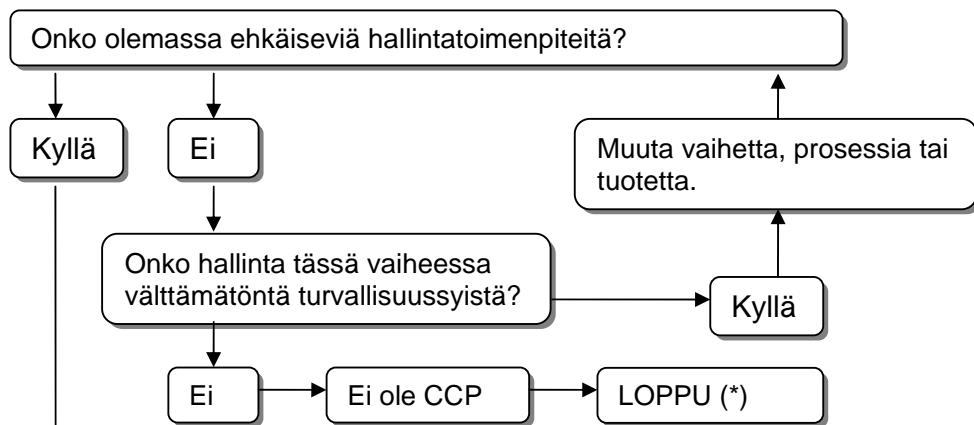 Onko olemassa ehkäiseviä hallintatoimenpiteitä?
Kyllä
Ei
Muuta vaihetta, prosessia tai
tuotetta.
Onko hallinta tässä vaiheessa
välttämätöntä turvallisuussyistä?
Kyllä
Ei
Ei ole CCP
LOPPU (*)